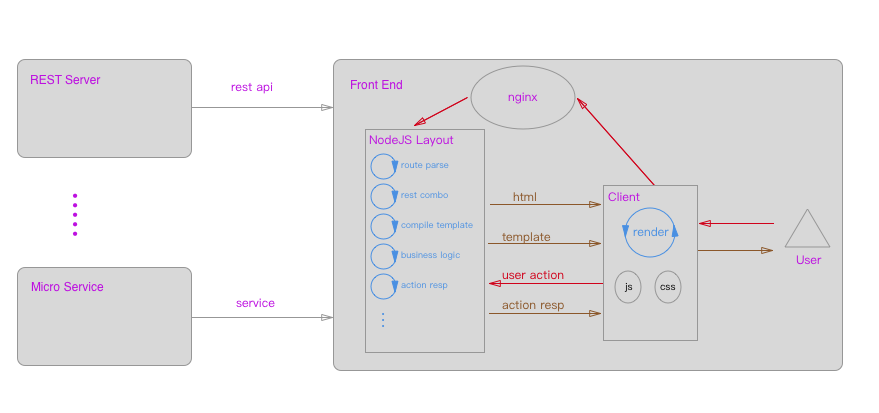 REST Server
rest api
Front End
nginx
NodeJS Layout
route parse
rest combo
compile template
business logic
action resp
html
template
user action
action resp
Client
render
js
css
User
Micro Service
service